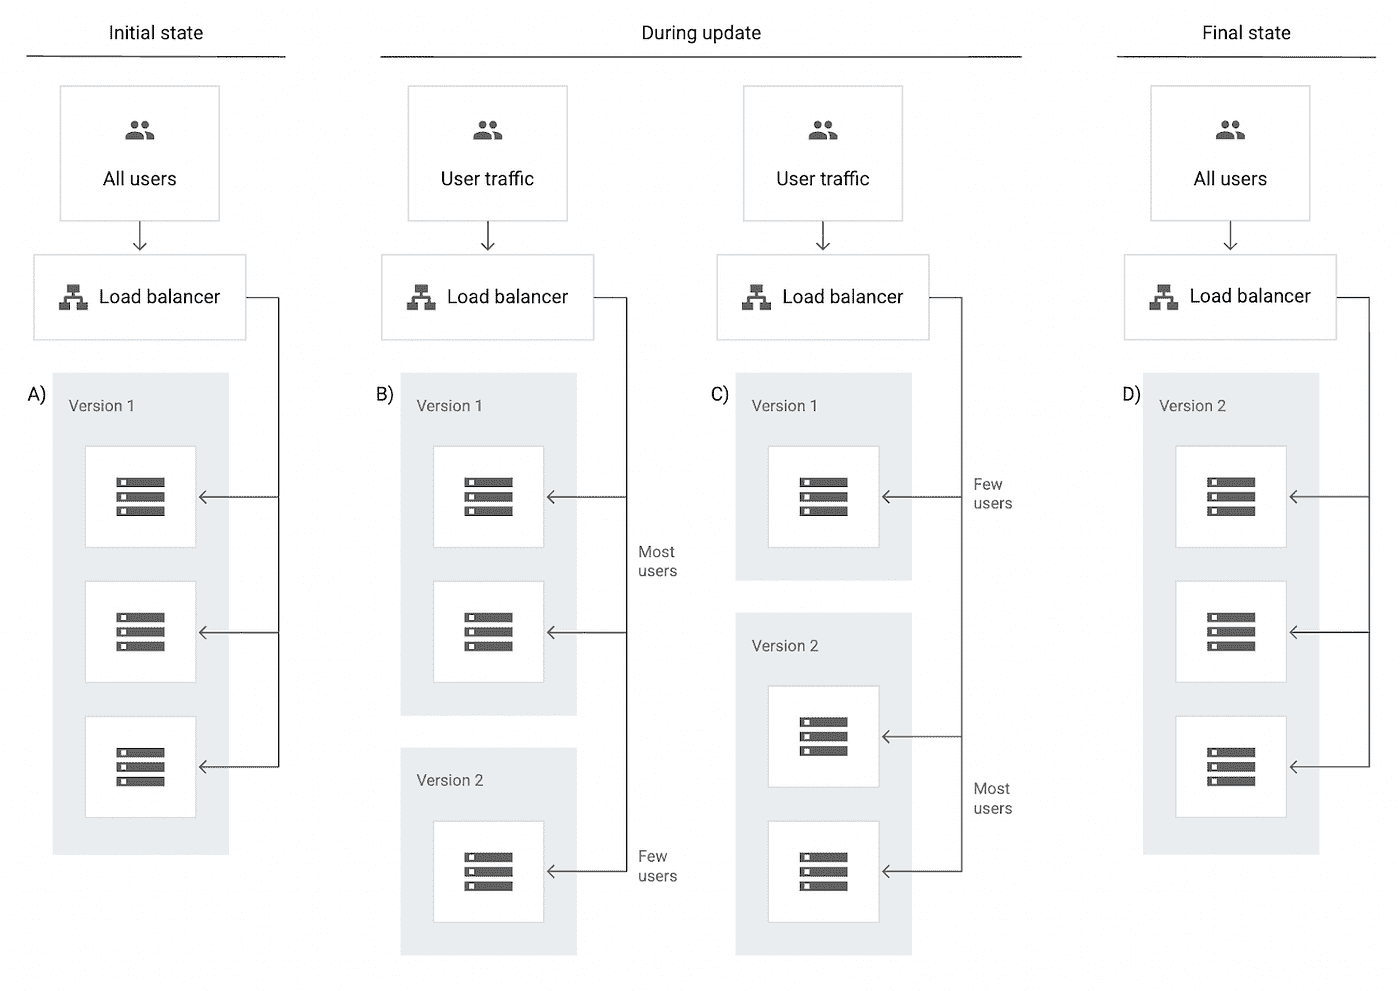 Initial state
During update
Final state
All users
User traffic
User traffic
All users
Load balancer
Load balancer
Load balancer
Load balancer
A)
Version 1
B)
Version 1
Most
users
Version 2
Few
users
C)
Version 1
Few
users
Version 2
Most
users
D)
Version 2